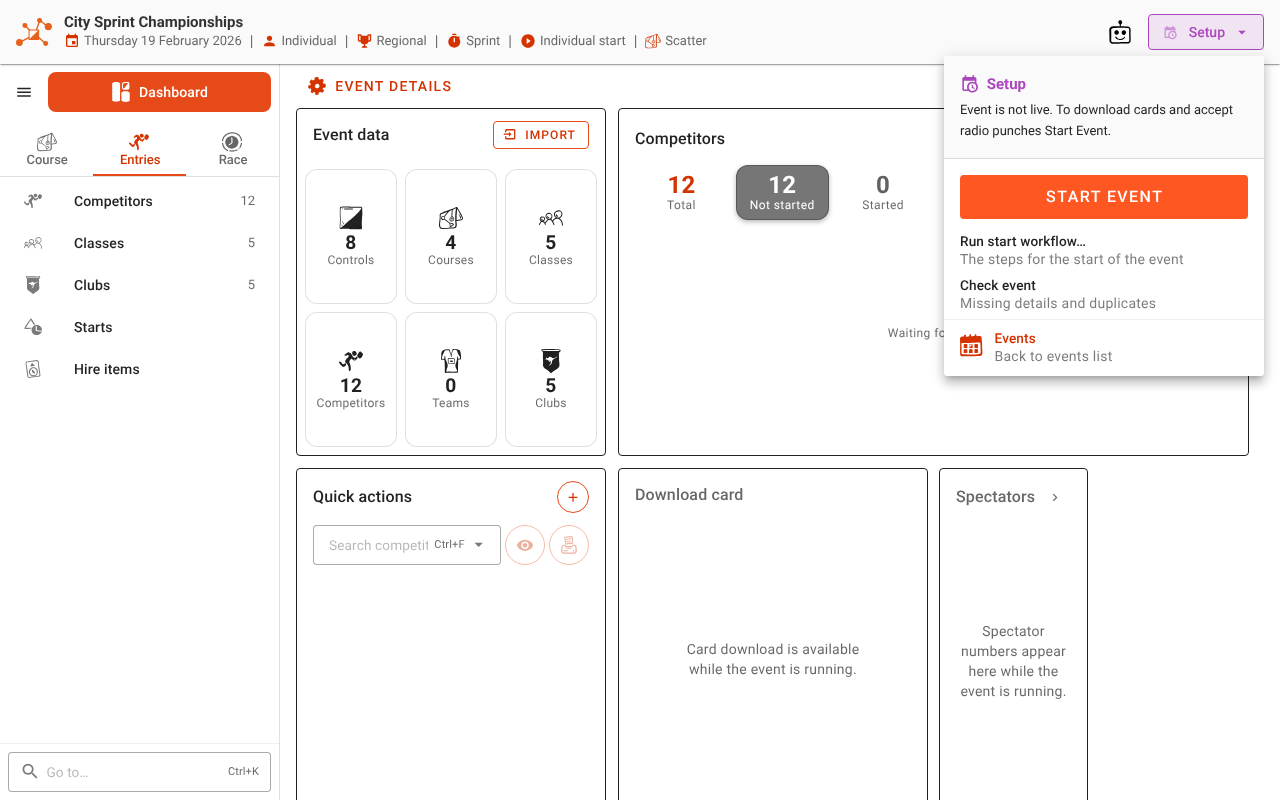 City Sprint Championships
Thursday 19 February 2026 | Individual | Regional | Sprint | Individual start | Scatter
Setup
Dashboard
Course
Entries
Race
Competitors 12
Classes 5
Clubs 5
Starts
Hire items
Go to... Ctrl+K
EVENT DETAILS
Event data
IMPORT
8
Controls
4
Courses
5
Classes
12
Competitors
0
Teams
5
Clubs
Competitors
12
Total
12
Not started
0
Started
Waiting fo
Setup
Event is not live. To download cards and accept
radio punches Start Event.
START EVENT
Run start workflow...
The steps for the start of the event
Check event
Missing details and duplicates
Events
Back to events list
Quick actions
Search competit Ctrl+F
Download card
Card download is available
while the event is running.
Spectators
Spectator
numbers appear
here while the
event is running.